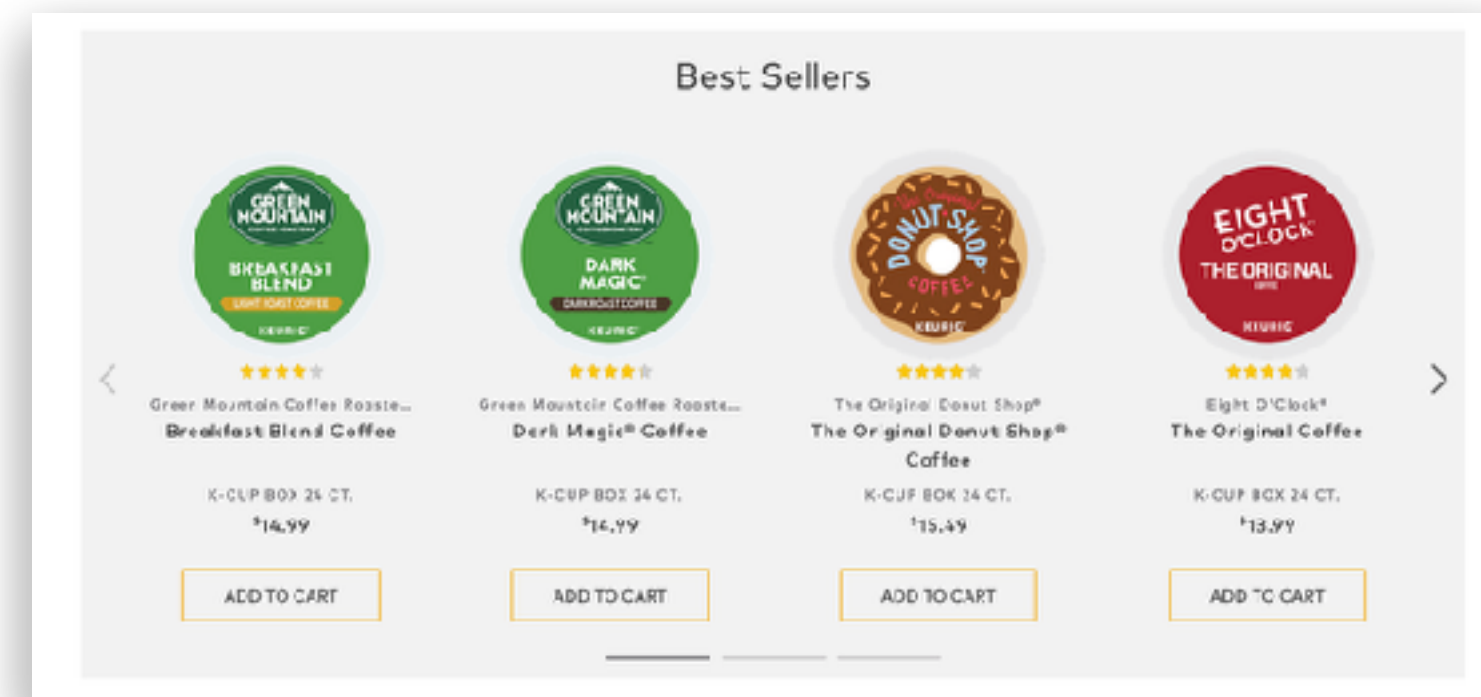 Best Sellers
GREEN
MOUNTAIN
BREAKFAST
BLEND
LIGHT ROAST COFFEE
KEURIG
GREEN
MOUNTAIN
DARK
MAGIC
DARK ROAST COFFEE
KEURIG
The Original
DONUT SHOP
COFFEE
KEURIG
EIGHT
O'CLOCK
THE ORIGINAL
COFFEE
KEURIG
Green Mountain Coffee Roaste...
Breakfast Blend Coffee
K-CUP BOX 24 CT.
$14.99
ADD TO CART
Green Mountain Coffee Roaste...
Dark Magic® Coffee
K-CUP BOX 24 CT.
$14.99
ADD TO CART
The Original Donut Shop®
The Original Donut Shop®
Coffee
K-CUP BOX 24 CT.
$15.49
ADD TO CART
Eight O'Clock®
The Original Coffee
K-CUP BOX 24 CT.
$13.99
ADD TO CART